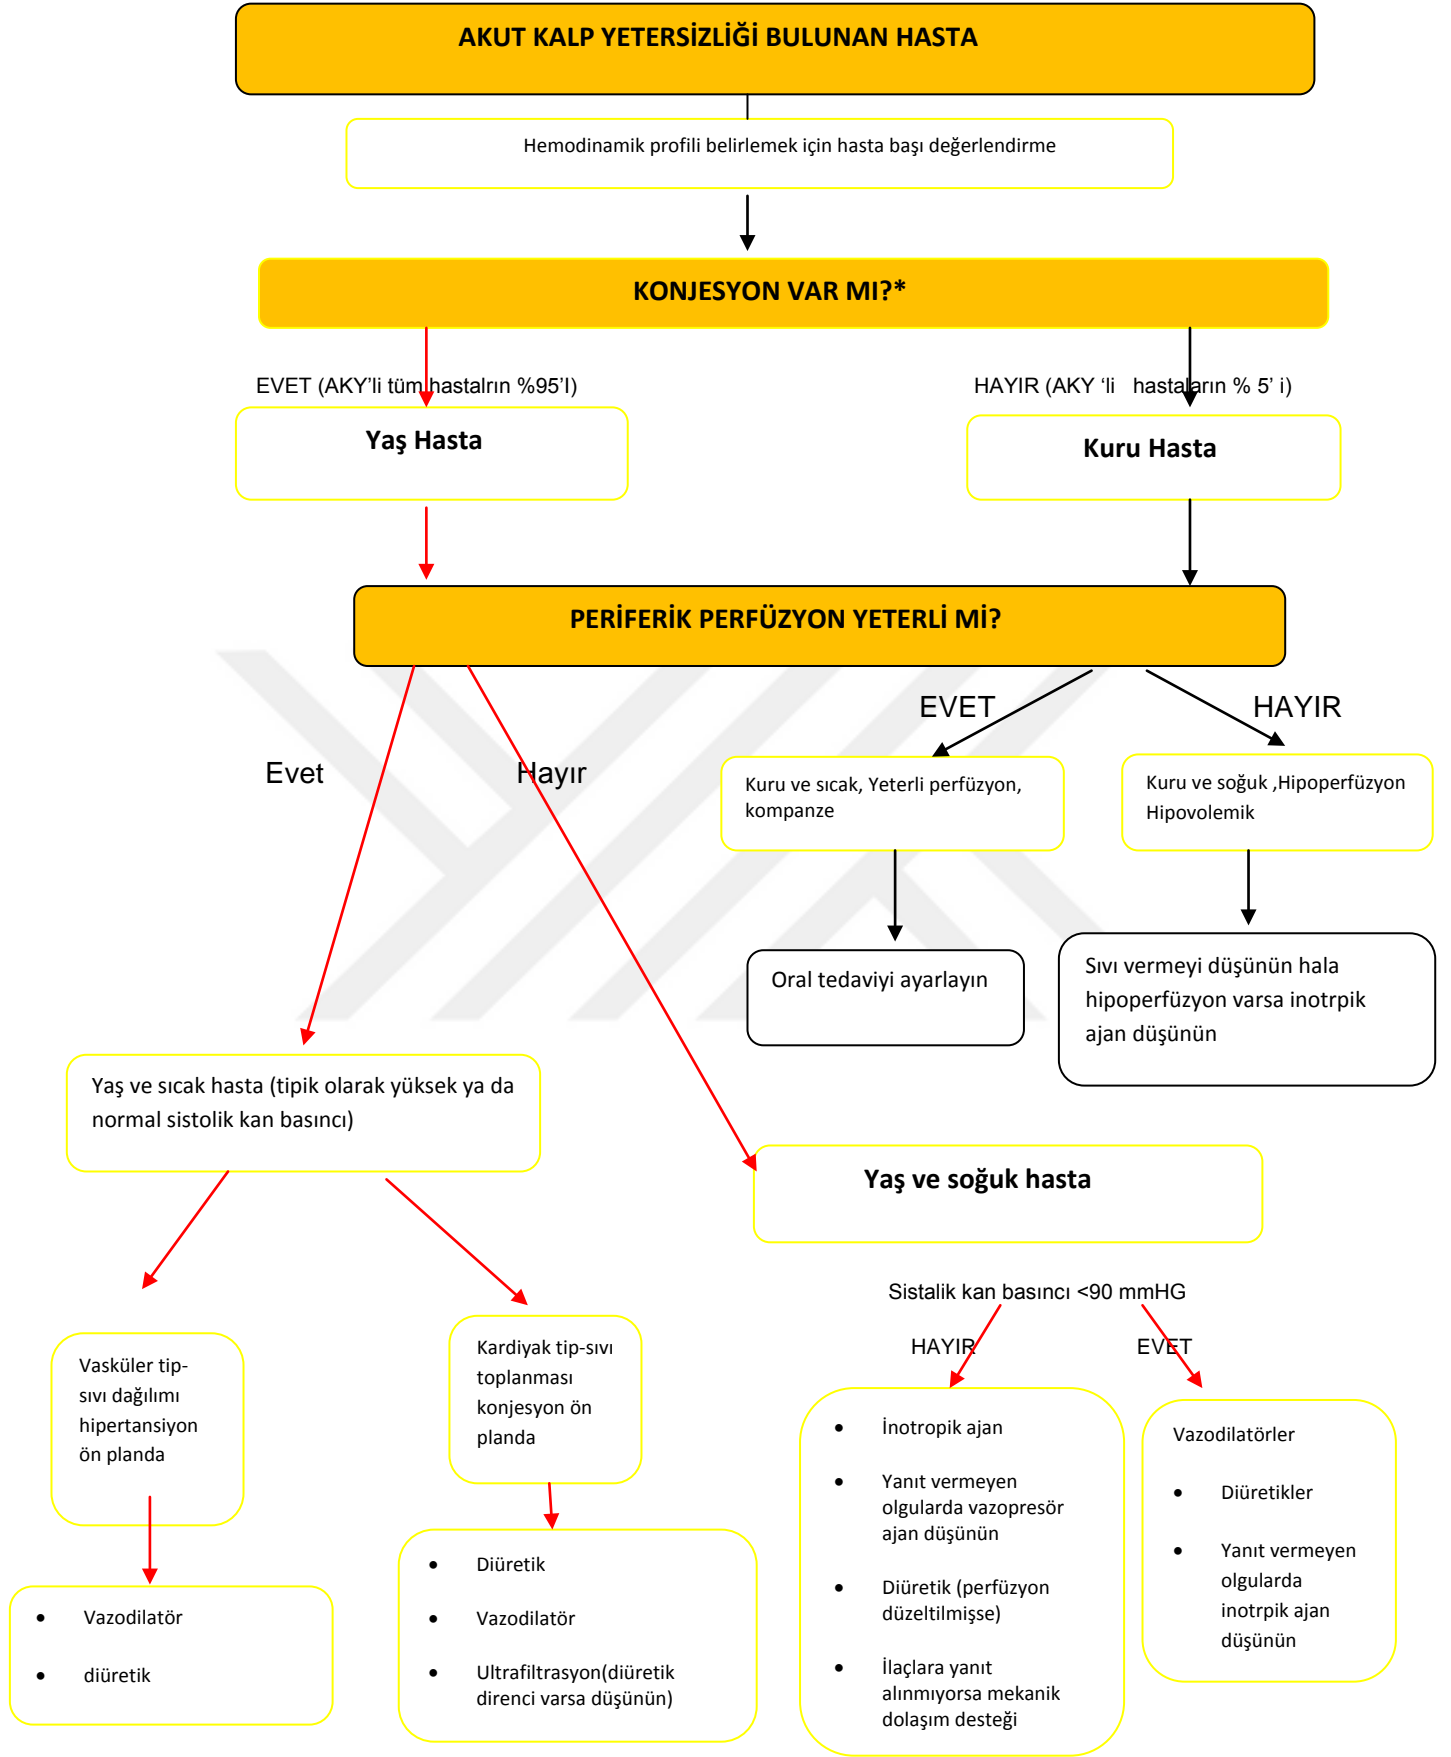 AKUT KALP YETERSİZLİĞİ BULUNAN HASTA
Hemodinamik profili belirlemek için hasta başı değerlendirme
KONJESYON VAR MI?*
EVET (AKY’li tüm hastalrın %95’I)
HAYIR (AKY ‘li hastaların % 5’ i)
Yaş Hasta
Kuru Hasta
PERİFERİK PERFÜZYON YETERLİ Mİ?
EVET
HAYIR
Evet
Hayır
Kuru ve sıcak, Yeterli perfüzyon,
kompanze
Kuru ve soğuk ,Hipoperfüzyon
Hipovolemik
Oral tedaviyi ayarlayın
Sıvı vermeyi düşünün hala
hipoperfüzyon varsa inotrpik
ajan düşünün
Yaş ve sıcak hasta (tipik olarak yüksek ya da
normal sistolik kan basıncı)
Yaş ve soğuk hasta
Sistalik kan basıncı <90 mmHG
HAYIR
EVET
Vasküler tip-
sıvı dağılımı
hipertansiyon
ön planda
Kardiyak tip-sıvı
toplanması
konjesyon ön
planda
• Vazodilatör
• diüretik
• Diüretik
• Vazodilatör
• Ultrafiltrasyon(diüretik
direnci varsa düşünün)
• İnotropik ajan
• Yanıt vermeyen
olgularda vazopresör
ajan düşünün
• Diüretik (perfüzyon
düzeltilmişse)
• İlaçlara yanıt
alınmıyorsa mekanik
dolaşım desteği
Vazodilatörler
• Diüretikler
• Yanıt vermeyen
olgularda
inotrpik ajan
düşünün